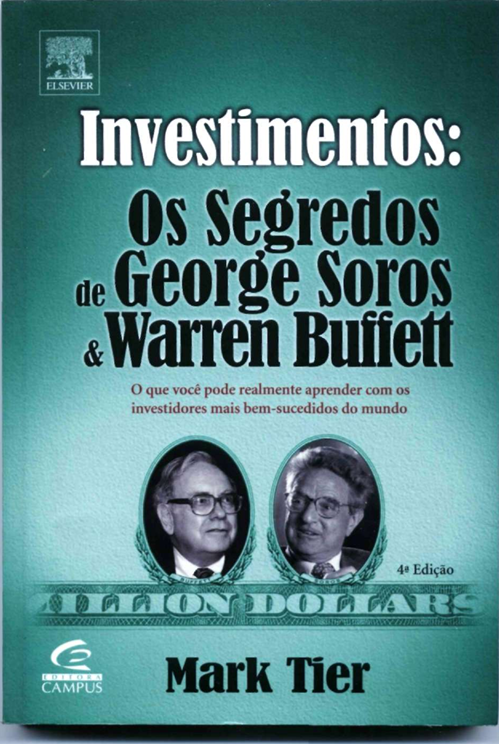 ELSEVIER
Investimentos:
Os Segredos
de George Soros
& Warren Buffett
O que você pode realmente aprender com os
investidores mais bem-sucedidos do mundo
4ª Edição
ILLION DOLLARS
EDITORA
CAMPUS
Mark Tier